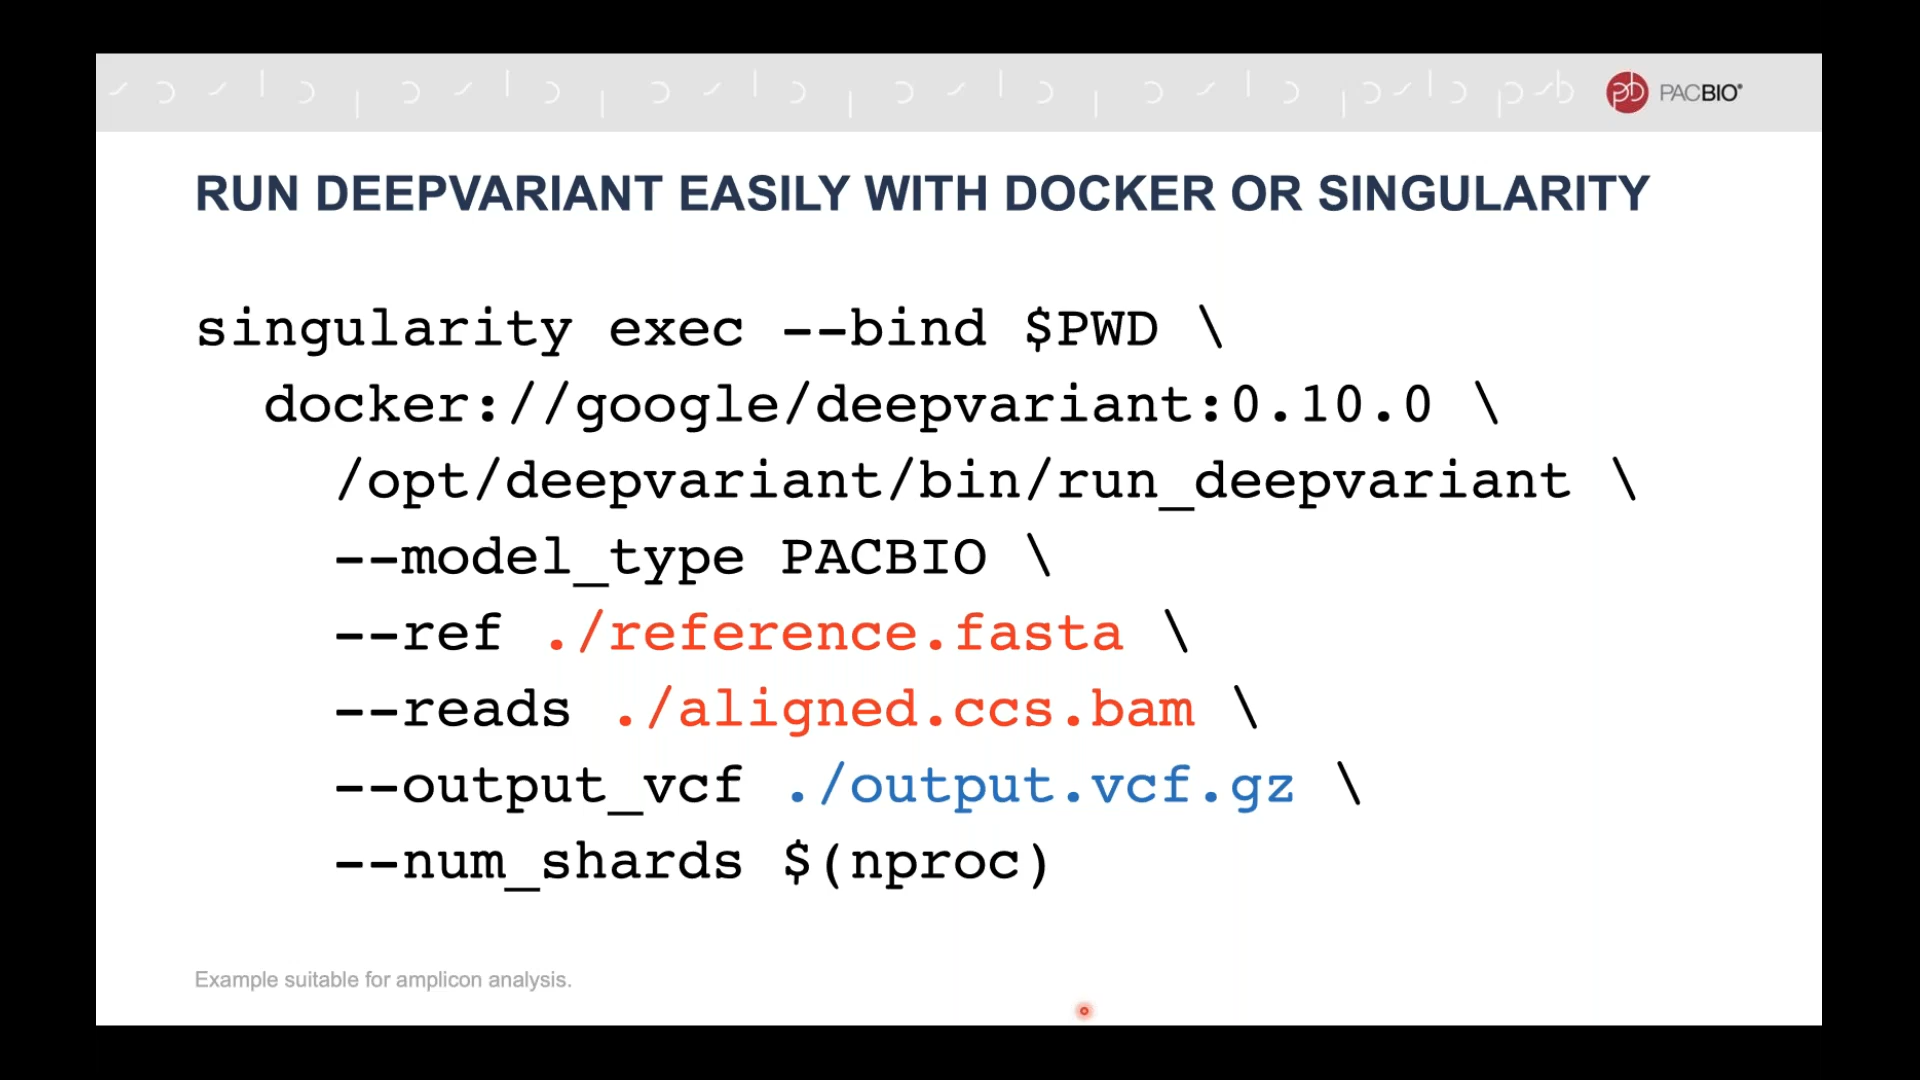 PACBIO®
RUN DEEPVARIANT EASILY WITH DOCKER OR SINGULARITY
singularity exec --bind $PWD \
docker://google/deepvariant:0.10.0 \
/opt/deepvariant/bin/run_deepvariant \
--model_type PACBIO \
--ref ./reference.fasta \
--reads ./aligned.ccs.bam \
--output_vcf ./output.vcf.gz \
--num_shards $(nproc)
Example suitable for amplicon analysis.